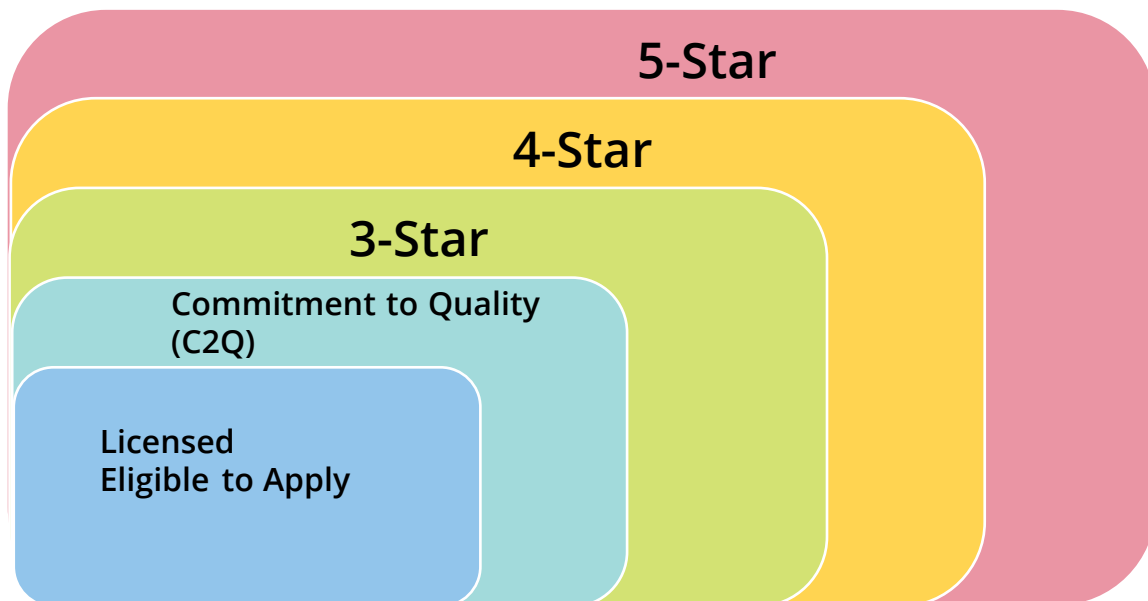 5-Star
4-Star
3-Star
Commitment to Quality
(C2Q)
Licensed
Eligible to Apply